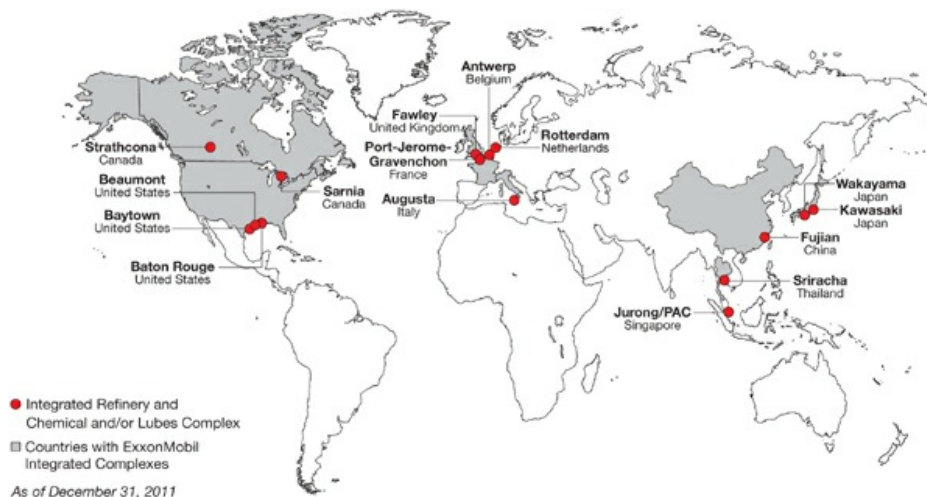 Antwerp
Belgium
Fawley
United Kingdom
Rotterdam
Netherlands
Port-Jerome-
Gravenchon
France
Strathcona
Canada
Beaumont
United States
Sarnia
Canada
Baytown
United States
Augusta
Italy
Wakayama
Japan
Kawasaki
Japan
Fujian
China
Baton Rouge
United States
Sriracha
Thailand
Jurong/PAC
Singapore
Integrated Refinery and
Chemical and/or Lubes Complex
Countries with ExxonMobil
Integrated Complexes
As of December 31, 2011